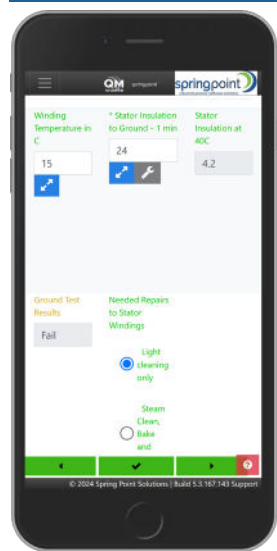 QM springpoint springpoint
Winding
Temperature in
C
15
* Stator Insulation
to Ground - 1 min
24
Stator
Insulation at
40C
4.2
Ground Test
Results
Fail
Needed Repairs
to Stator
Windings
Light
cleaning
only
Steam
Clean,
Bake
and
© 2024 Spring Point Solutions | Build 5.3.167.143 Support